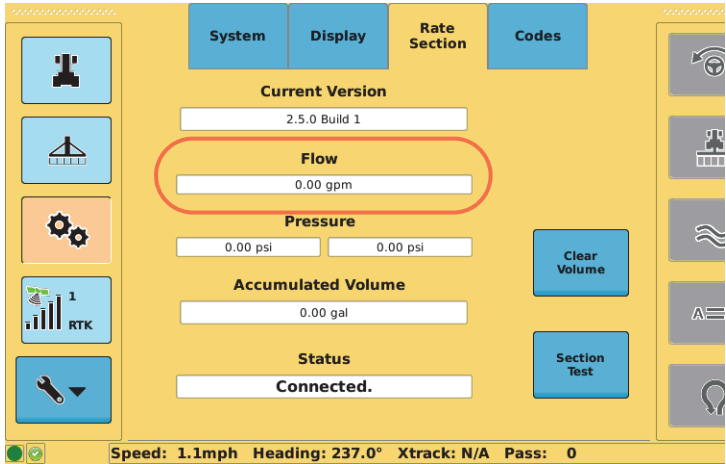 System
Display
Rate
Section
Codes
Current Version
2.5.0 Build 1
Flow
0.00 gpm
Pressure
0.00 psi
0.00 psi
Accumulated Volume
0.00 gal
Status
Connected.
Clear
Volume
Section
Test
1
RTK
A
Speed: 1.1mph Heading: 237.0° Xtrack: N/A Pass: 0